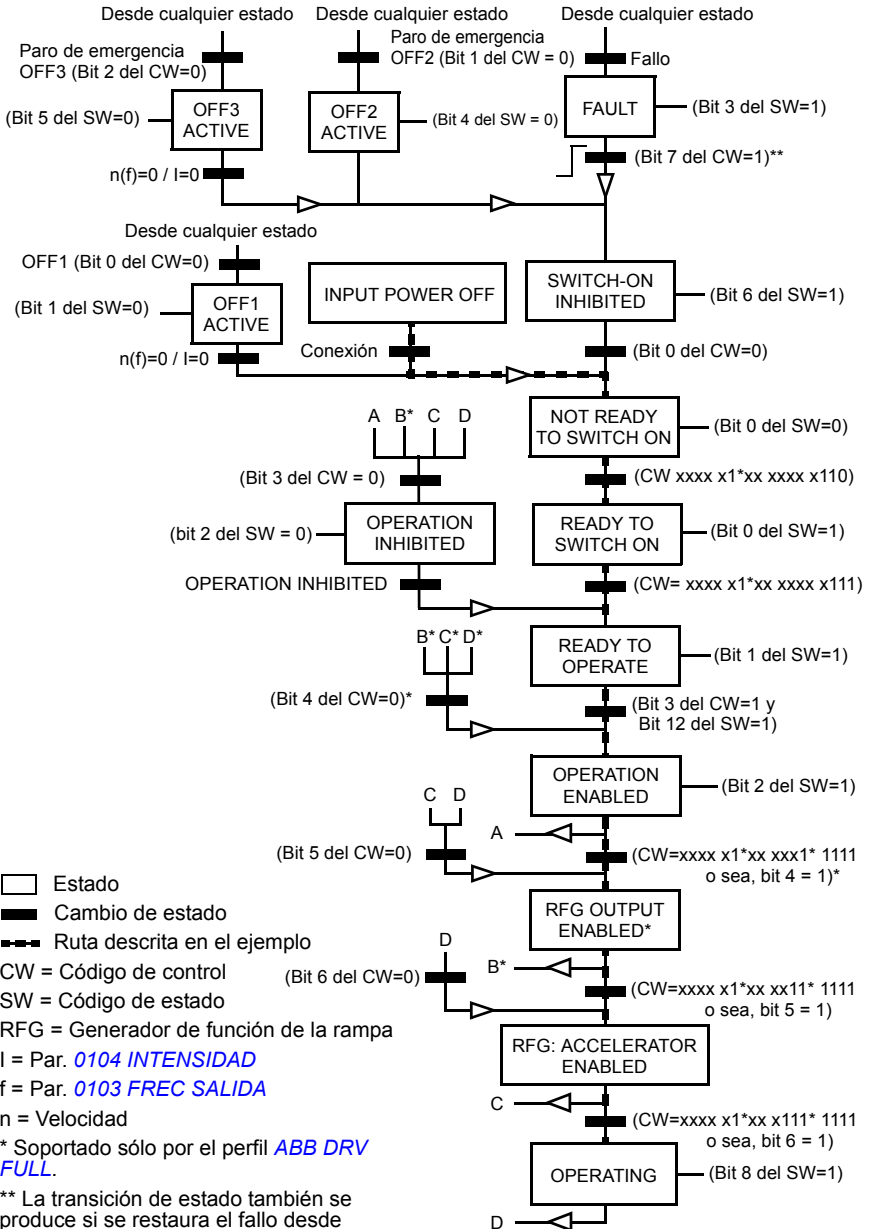 Desde cualquier estado
Desde cualquier estado
Desde cualquier estado
Paro de emergencia
OFF3 (Bit 2 del CW=0)
Paro de emergencia
OFF2 (Bit 1 del CW = 0)
Fallo
(Bit 5 del SW=0)
OFF3
ACTIVE
OFF2
ACTIVE
(Bit 4 del SW = 0)
FAULT
(Bit 3 del SW=1)
n(f)=0 / I=0
(Bit 7 del CW=1)**
Desde cualquier estado
OFF1 (Bit 0 del CW=0)
(Bit 1 del SW=0)
OFF1
ACTIVE
INPUT POWER OFF
SWITCH-ON
INHIBITED
(Bit 6 del SW=1)
n(f)=0 / I=0
Conexión
(Bit 0 del CW=0)
A B* C D
NOT READY
TO SWITCH ON
(Bit 0 del SW=0)
(Bit 3 del CW = 0)
(CW xxxx x1*xx xxxx x110)
(bit 2 del SW = 0)
OPERATION
INHIBITED
READY TO
SWITCH ON
(Bit 0 del SW=1)
OPERATION INHIBITED
(CW= xxxx x1*xx xxxx x111)
B* C* D*
READY TO
OPERATE
(Bit 1 del SW=1)
(Bit 4 del CW=0)*
(Bit 3 del CW=1 y
Bit 12 del SW=1)
OPERATION
ENABLED
(Bit 2 del SW=1)
C D
A
(Bit 5 del CW=0)
(CW=xxxx x1*xx xxx1* 1111
o sea, bit 4 = 1)*
RFG OUTPUT
ENABLED*
D
B*
(Bit 6 del CW=0)
(CW=xxxx x1*xx xx11* 1111
o sea, bit 5 = 1)
RFG: ACCELERATOR
ENABLED
C
(CW=xxxx x1*xx x111* 1111
o sea, bit 6 = 1)
OPERATING
(Bit 8 del SW=1)
D
Estado
Cambio de estado
Ruta descrita en el ejemplo
CW = Código de control
SW = Código de estado
RFG = Generador de función de la rampa
I = Par. 0104 INTENSIDAD
f = Par. 0103 FREC SALIDA
n = Velocidad
* Soportado sólo por el perfil ABB DRV
FULL.
** La transición de estado también se
produce si se restaura el fallo desde